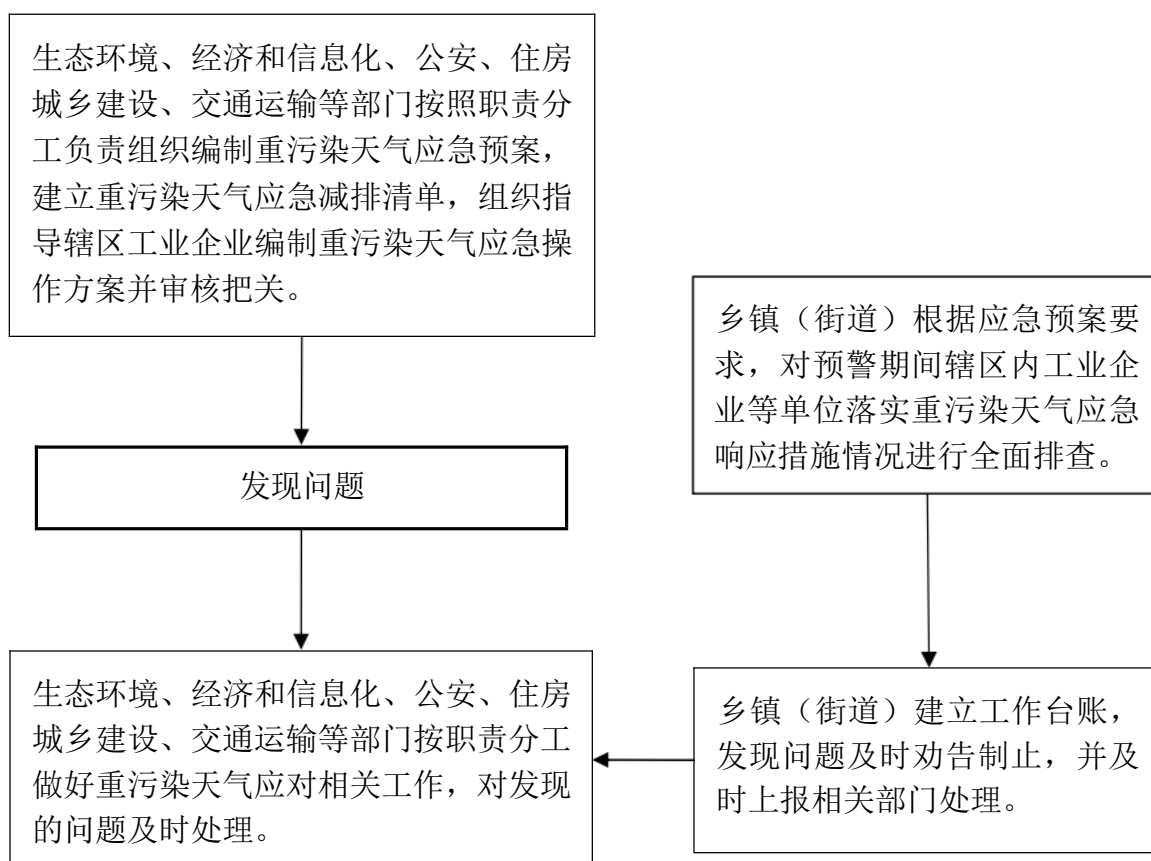 生态环境、经济和信息化、公安、住房
城乡建设、交通运输等部门按照职责分
工负责组织编制重污染天气应急预案，
建立重污染天气应急减排清单，组织指
导辖区工业企业编制重污染天气应急操
作方案并审核把关。
发现问题
生态环境、经济和信息化、公安、住房
城乡建设、交通运输等部门按职责分工
做好重污染天气应对相关工作，对发现
的问题及时处理。
乡镇（街道）根据应急预案要
求，对预警期间辖区内工业企
业等单位落实重污染天气应急
响应措施情况进行全面排查。
乡镇（街道）建立工作台账，
发现问题及时劝告制止，并及
时上报相关部门处理。